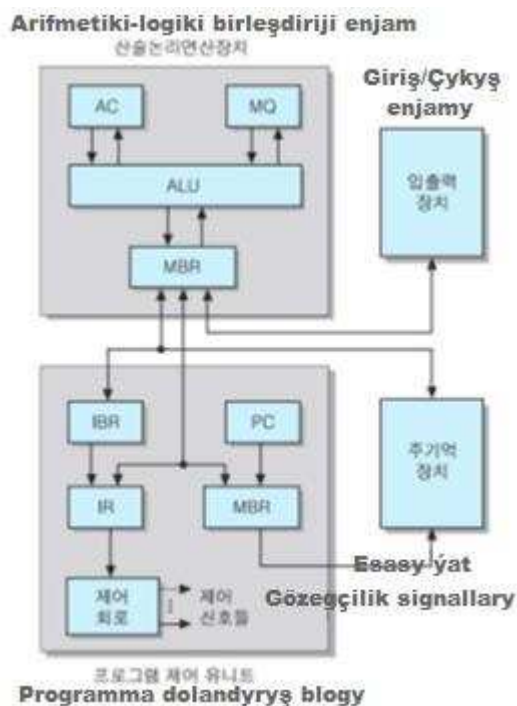 Arifmetiki-logiki birleşdiriji enjam
산술논리연산장치
AC
MQ
ALU
MBR
Giriş/Çykyş
enjamy
입출력
장치
IBR
PC
IR
MBR
제어
회로
제어
신호들
주기억
장치
Esasy ýat
Gözegçilik signallary
프로그램 제어 유니트
Programma dolandyryş blogy